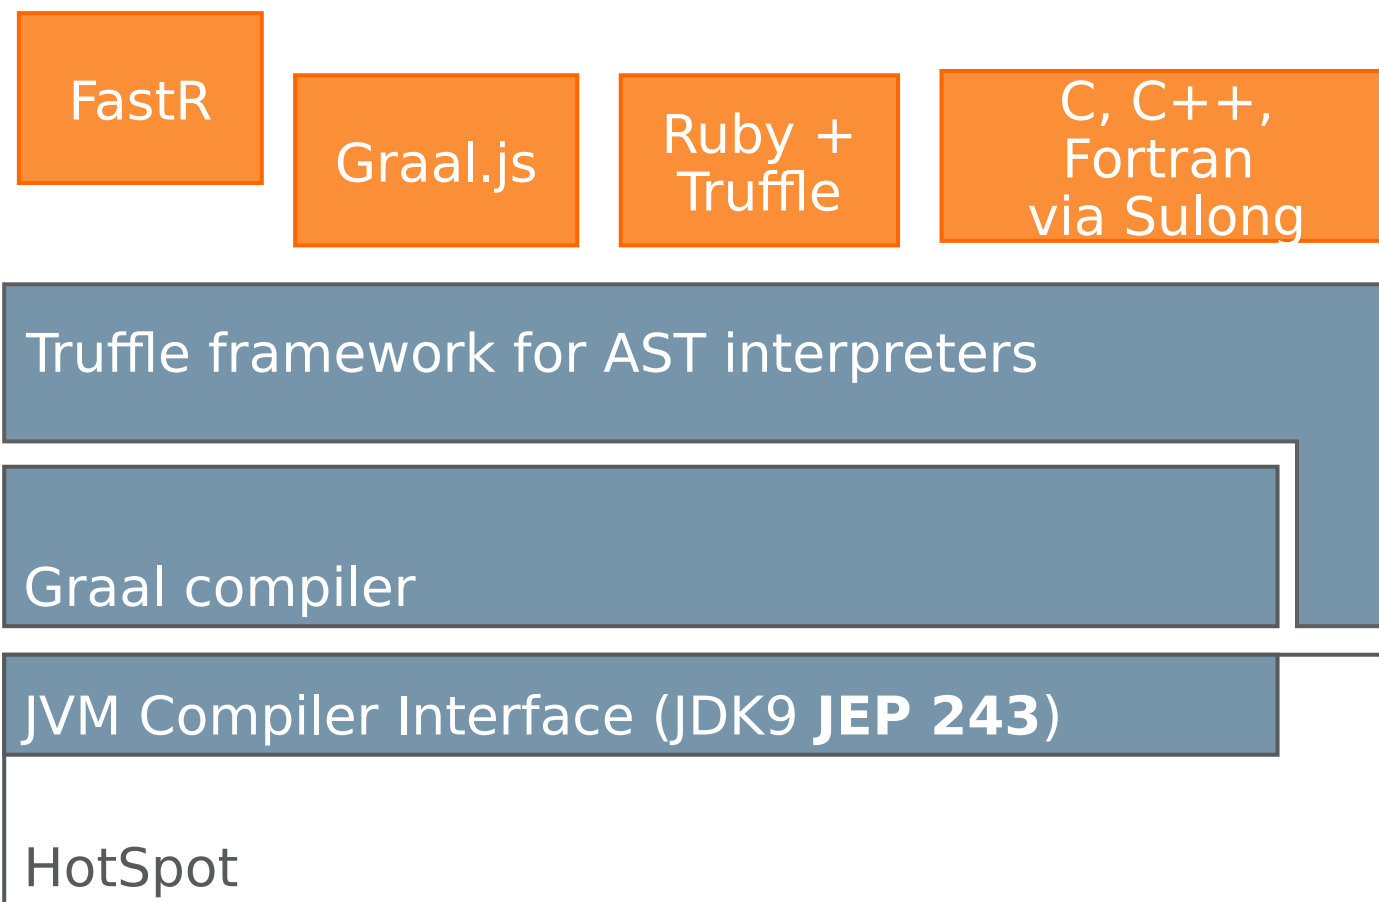 FastR
Graal.js
Ruby +
Truffle
C, C++,
Fortran
via Sulong
Truffle framework for AST interpreters
Graal compiler
JVM Compiler Interface (JDK9 JEP 243)
HotSpot